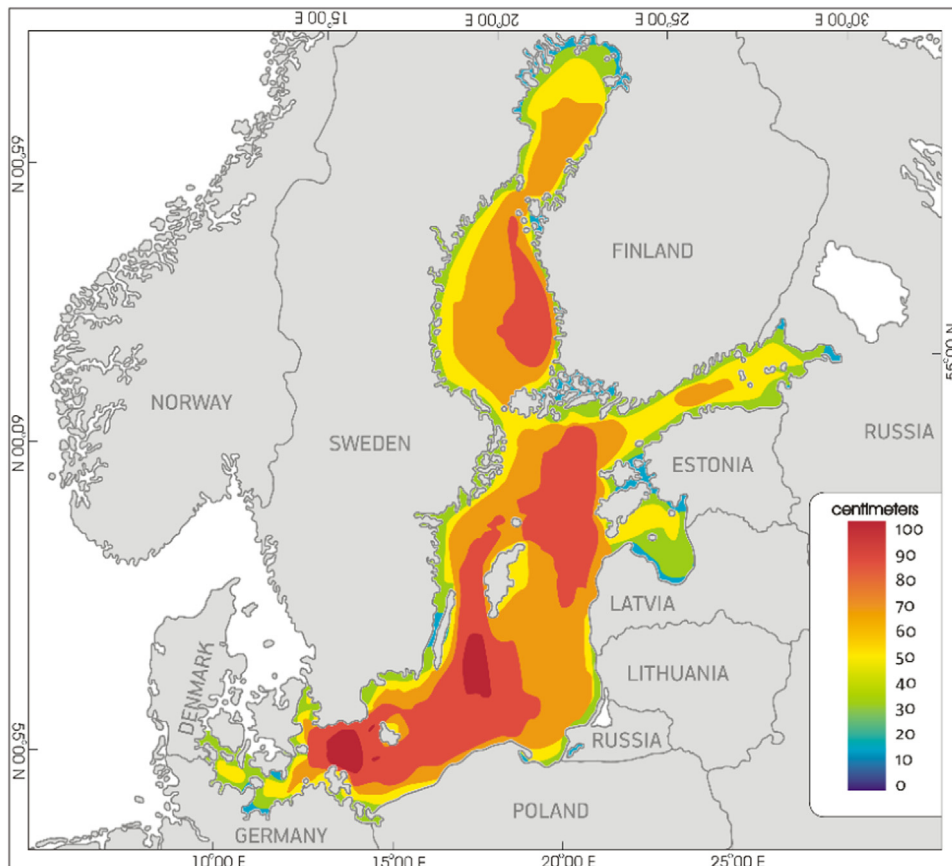 15°00 E
20°00 E
25°00 E
30°00 E
65°00 N
FINLAND
55°00 N
NORWAY
60°00 N
SWEDEN
RUSSIA
ESTONIA
centimeters
100
90
80
70
60
50
40
30
20
10
0
LATVIA
LITHUANIA
DENMARK
RUSSIA
55°00 N
POLAND
GERMANY
10°00 E
15°00 E
20°00 E
25°00 E